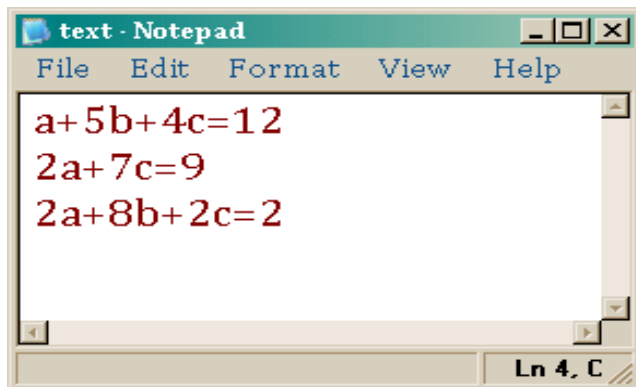 text - Notepad
File Edit Format View Help
a+5b+4c=12
2a+7c=9
2a+8b+2c=2
Ln 4, C